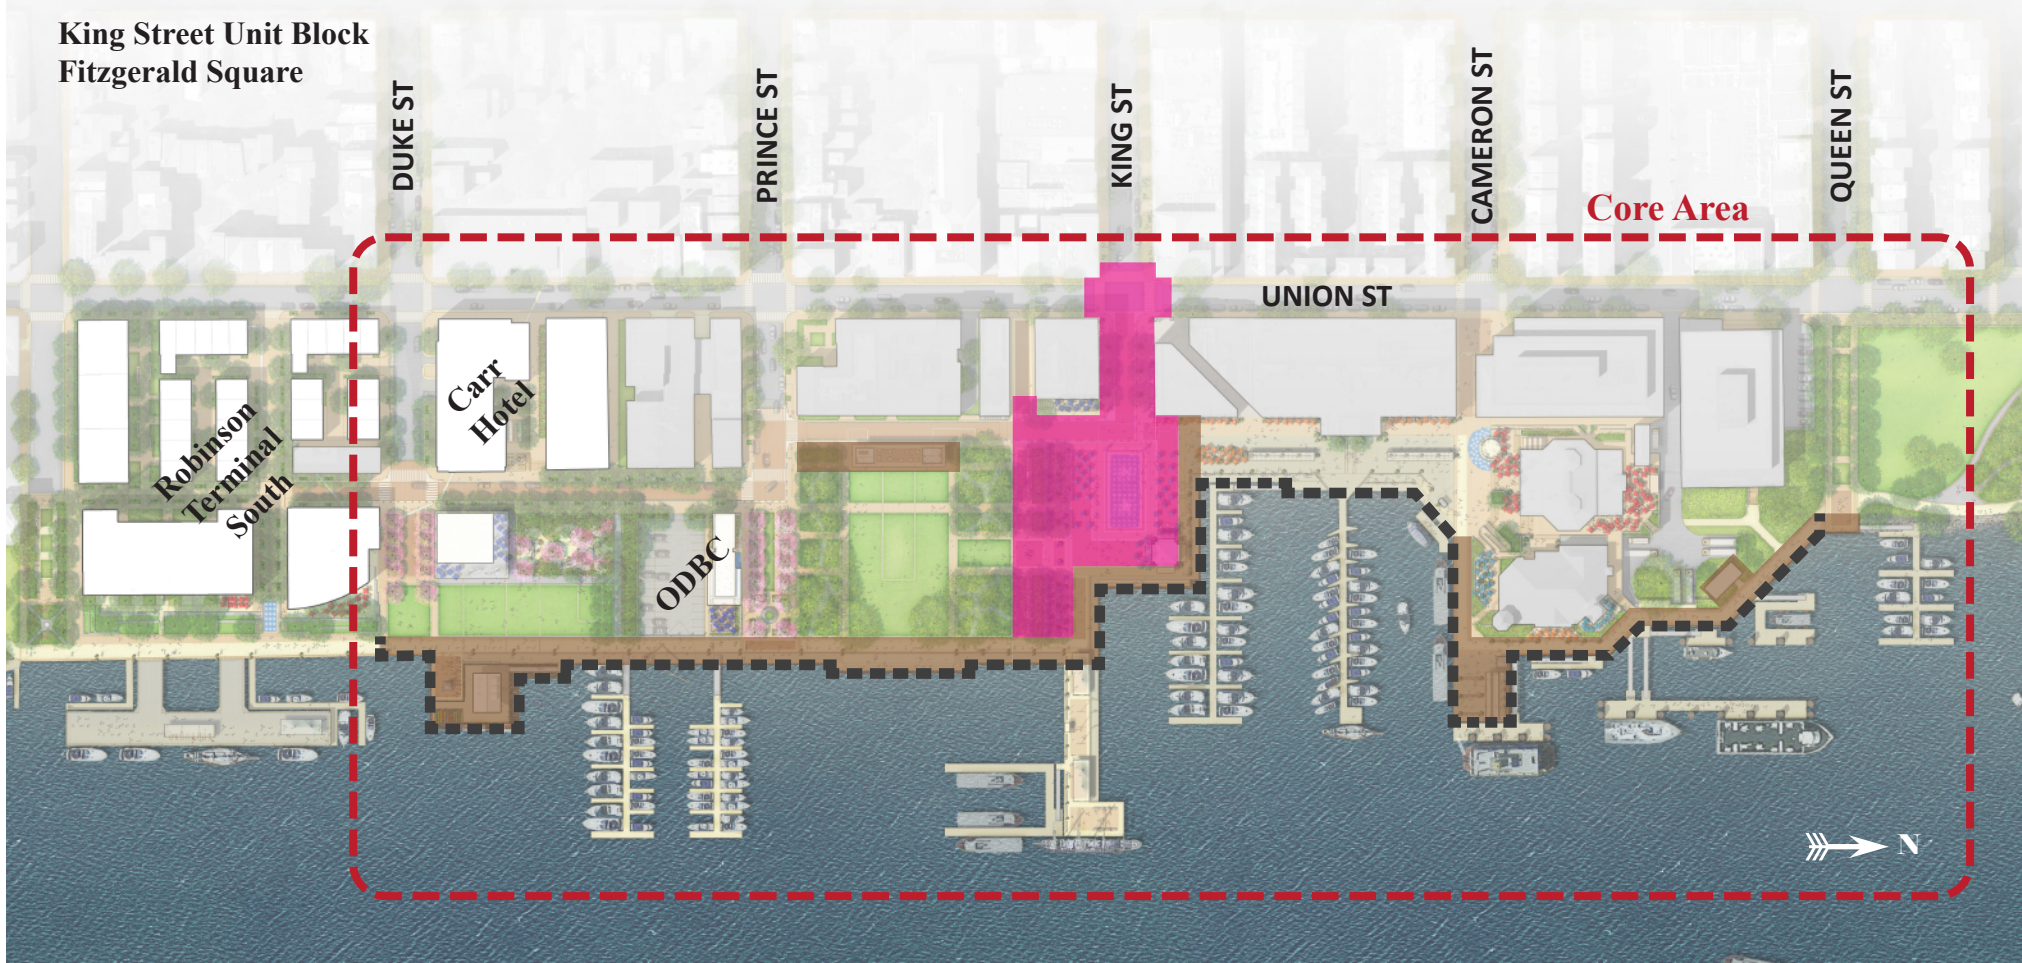 King Street Unit Block
Fitzgerald Square
DUKE ST
PRINCE ST
KING ST
CAMERON ST
QUEEN ST
Core Area
UNION ST
Carr
Hotel
Robinson
Terminal
South
ODBC
N